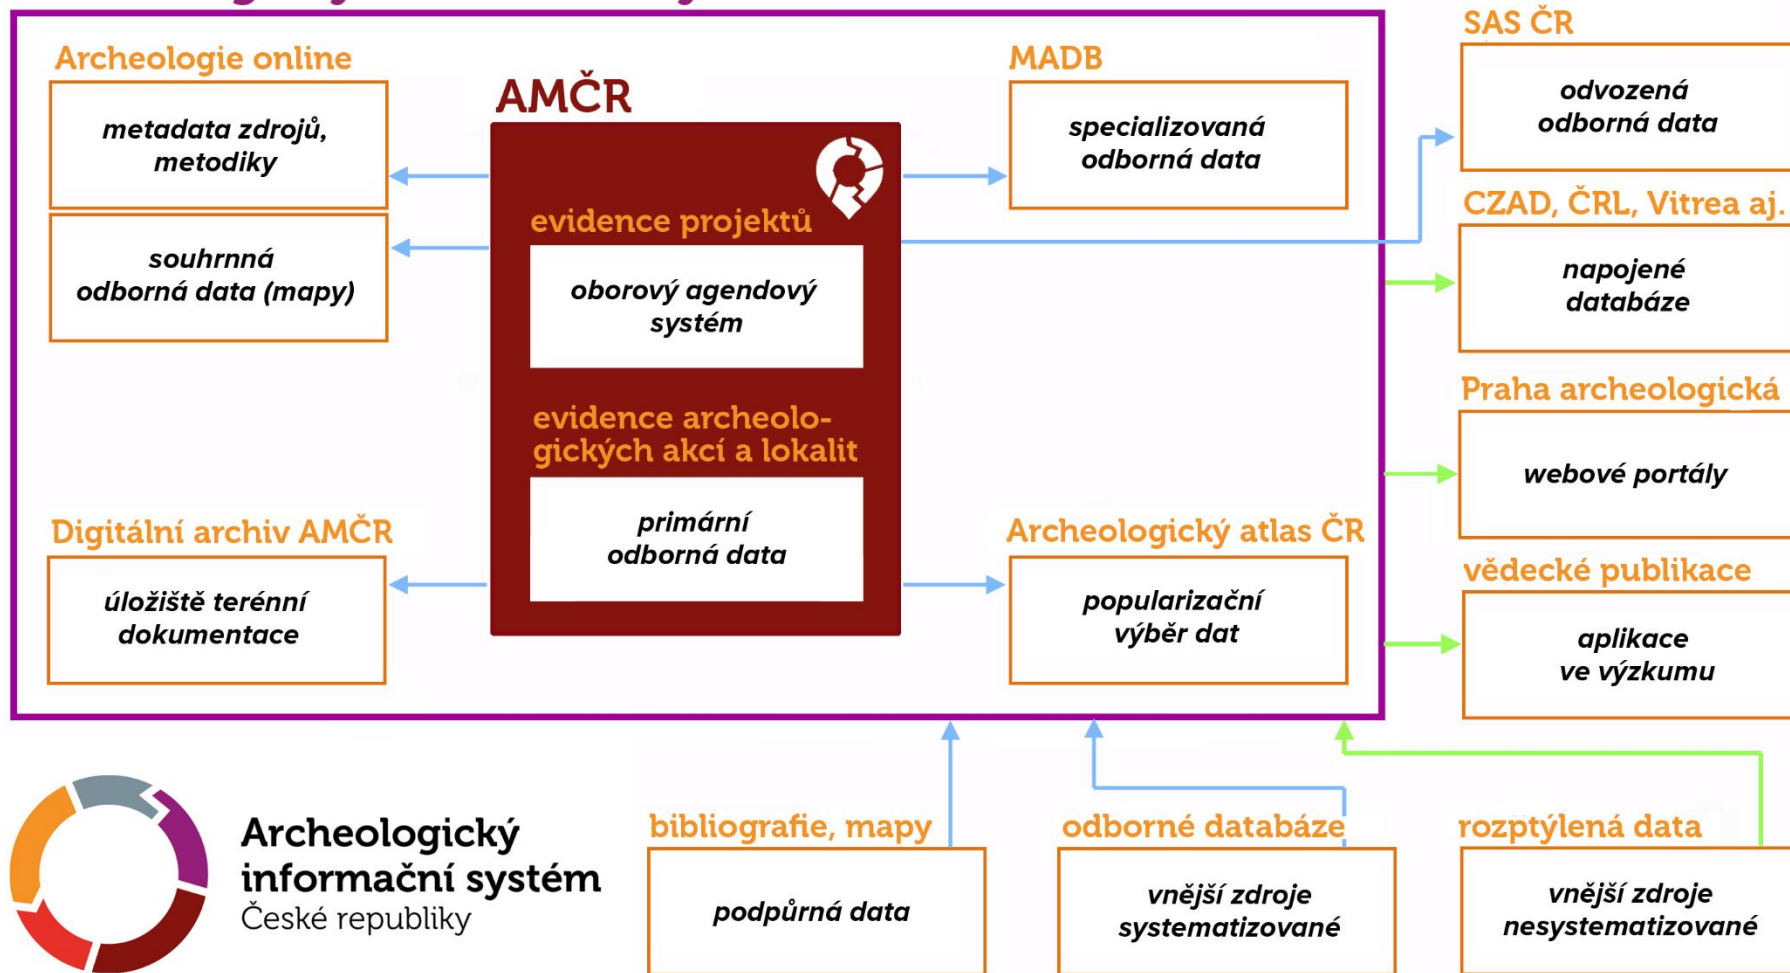 Archeologie online
metadata zdrojů,
metodiky
souhrnná
odborná data (mapy)
AMČR
evidence projektů
oborový agendový
systém
evidence archeolo-
gických akcí a lokalit
primární
odborná data
MADB
specializovaná
odborná data
Digitální archiv AMČR
úložiště terénní
dokumentace
Archeologický atlas ČR
popularizační
výběr dat
SAS ČR
odvozená
odborná data
CZAD, ČRL, Vitrea aj.
napojené
databáze
Praha archeologická
webové portály
vědecké publikace
aplikace
ve výzkumu
Archeologický
informační systém
České republiky
bibliografie, mapy
podpůrná data
odborné databáze
vnější zdroje
systematizované
rozptýlená data
vnější zdroje
nesystematizované